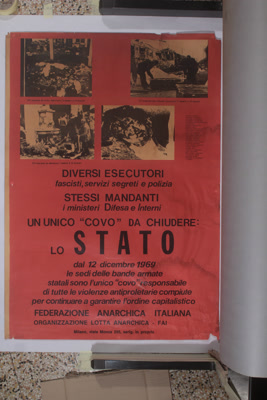 DIVERSI ESECUTORI
fascisti, servizi segreti e polizia
STESSI MANDANTI
i ministeri Difesa e Interni
UN UNICO "COVO" DA CHIUDERE:
LO STATO
dal 12 dicembre 1969
le sedi delle bande armate
statali sono l'unico "covo" responsabile
di tutte le violenze antiproletarie compiute
per continuare a garantire l'ordine capitalistico
FEDERAZIONE ANARCHICA ITALIANA
ORGANIZZAZIONE LOTTA ANARCHICA - FAI